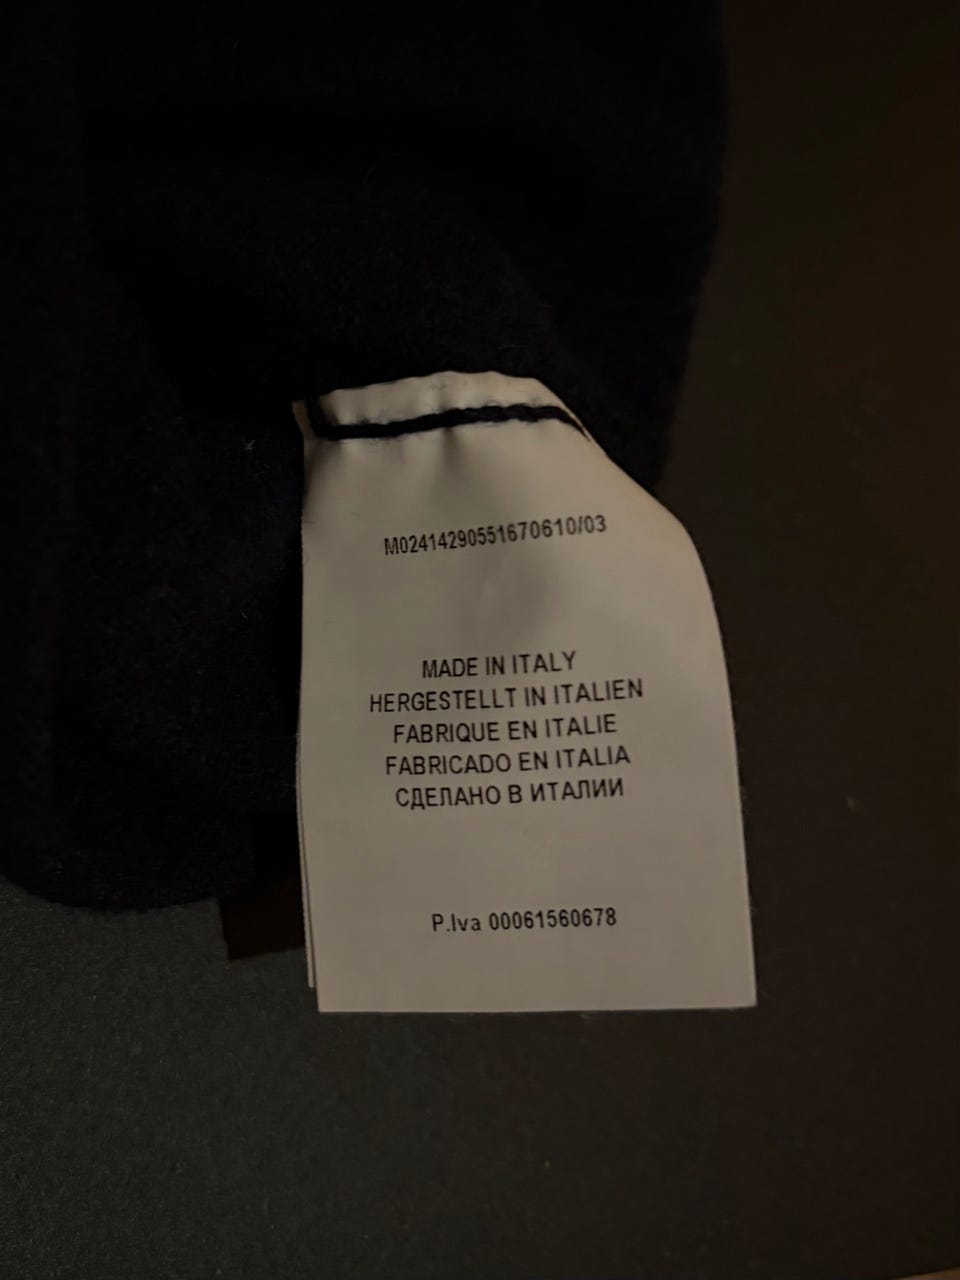 M02414290551670610/03
MADE IN ITALY
HERGESTELLT IN ITALIEN
FABRIQUE EN ITALIE
FABRICADO EN ITALIA
СДЕЛАНО В ИТАЛИИ
P.Iva 00061560678